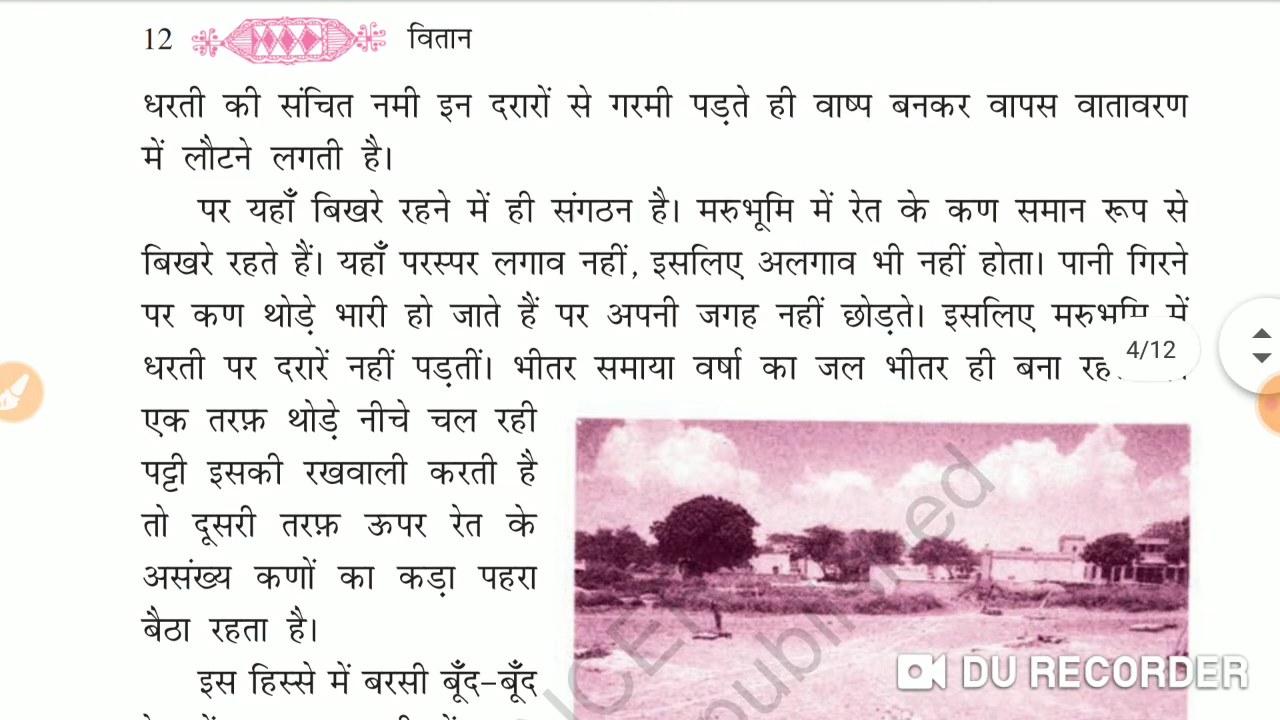 12 वितान
धरती की संचित नमी इन दरारों से गरमी पड़ते ही वाष्प बनकर वापस वातावरण
में लौटने लगती है।
पर यहाँ बिखरे रहने में ही संगठन है। मरुभूमि में रेत के कण समान रूप से
बिखरे रहते हैं। यहाँ परस्पर लगाव नहीं, इसलिए अलगाव भी नहीं होता। पानी गिरने
पर कण थोड़े भारी हो जाते हैं पर अपनी जगह नहीं छोड़ते। इसलिए मरुभूमि में
4/12
धरती पर दरारें नहीं पड़तीं। भीतर समाया वर्षा का जल भीतर ही बना
एक तरफ़ थोड़े नीचे चल रही
पट्टी इसकी रखवाली करती है
तो दूसरी तरफ़ ऊपर रेत के
असंख्य कणों का कड़ा पहरा
बैठा रहता है।
इस हिस्से में बरसी बूँद-बूँद
DU RECORDER